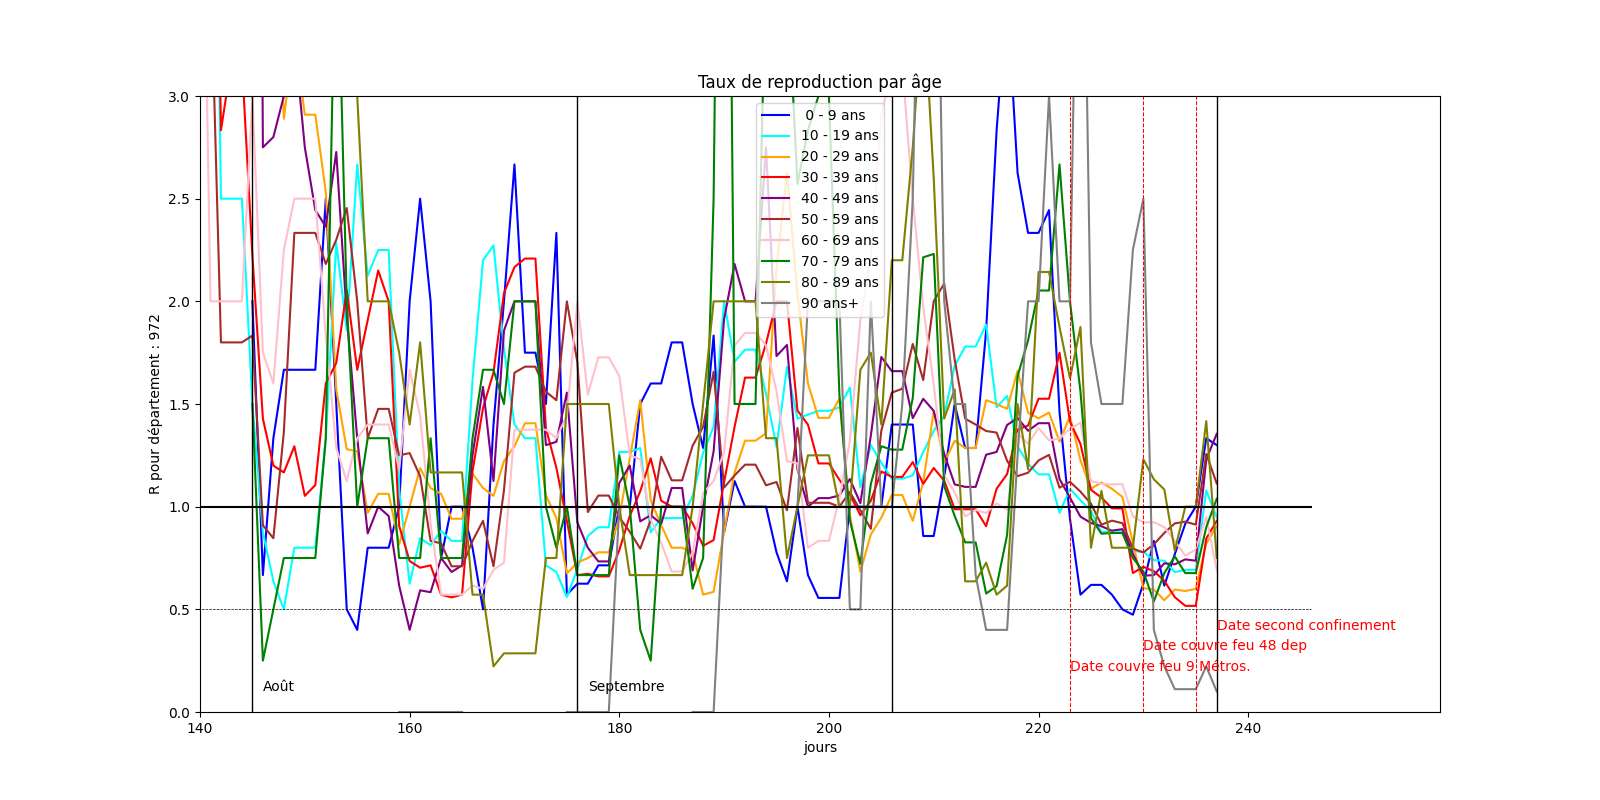 Taux de reproduction par âge
R pour département : 972
3.0
2.5
2.0
1.5
1.0
0.5
0.0
0 - 9 ans
10 - 19 ans
20 - 29 ans
30 - 39 ans
40 - 49 ans
50 - 59 ans
60 - 69 ans
70 - 79 ans
80 - 89 ans
90 ans+
Date second confinement
Date couvre feu 48 dep
Date couvre feu 9 Métros.
Août
Septembre
140
160
180
200
220
240
jours